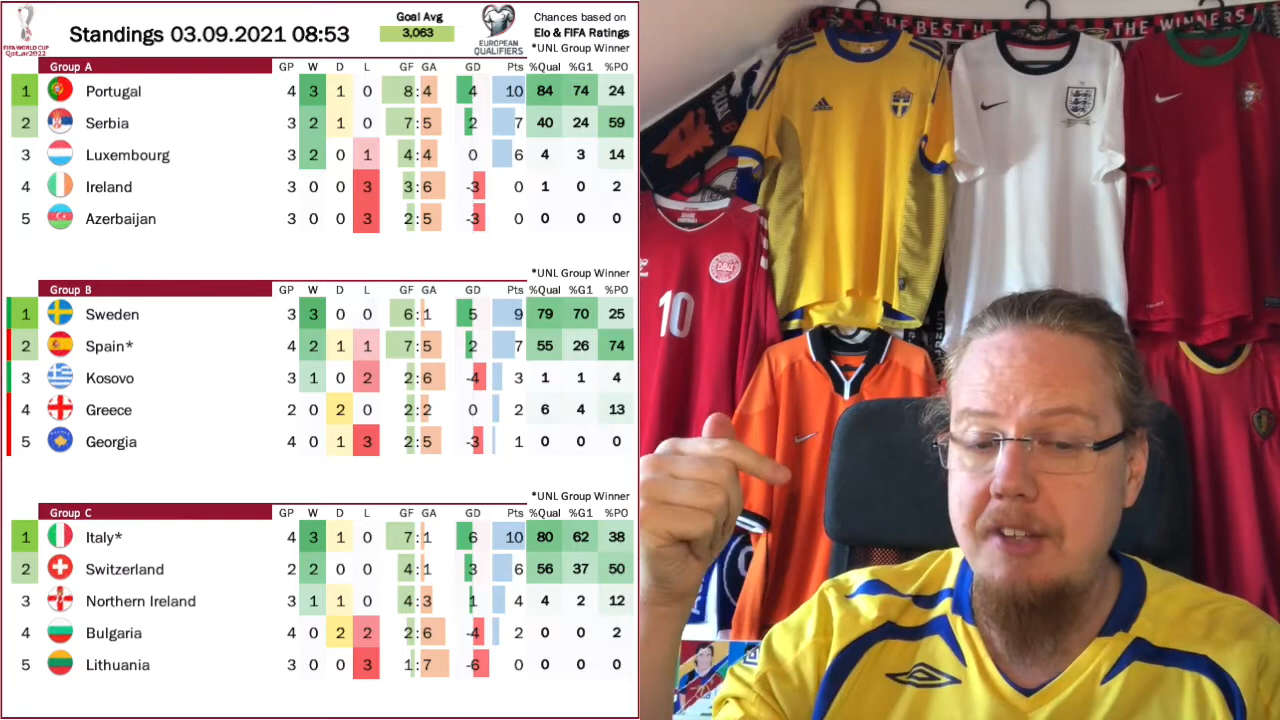 FIFA WORLD CUP
Qatar2022
Standings 03.09.2021 08:53
Goal Avg
3,063
EUROPEAN
QUALIFIERS
Chances based on
Elo & FIFA Ratings
*UNL Group Winner
Group A GP W D L GF GA GD Pts %Qual %G1 %PO
1 Portugal 4 3 1 0 8:4 4 10 84 74 24
2 Serbia 3 2 1 0 7:5 2 7 40 24 59
3 Luxembourg 3 2 0 1 4:4 0 6 4 3 14
4 Ireland 3 0 0 3 3:6 -3 0 1 0 2
5 Azerbaijan 3 0 0 3 2:5 -3 0 0 0 0
*UNL Group Winner
Group B GP W D L GF GA GD Pts %Qual %G1 %PO
1 Sweden 3 3 0 0 6:1 5 9 79 70 25
2 Spain* 4 2 1 1 7:5 2 7 55 26 74
3 Kosovo 3 1 0 2 2:6 -4 3 1 1 4
4 Greece 2 0 2 0 2:2 0 2 6 4 13
5 Georgia 4 0 1 3 2:5 -3 1 0 0 0
*UNL Group Winner
Group C GP W D L GF GA GD Pts %Qual %G1 %PO
1 Italy* 4 3 1 0 7:1 6 10 80 62 38
2 Switzerland 2 2 0 0 4:1 3 6 56 37 50
3 Northern Ireland 3 1 1 0 4:3 1 4 4 2 12
4 Bulgaria 4 0 2 2 2:6 -4 2 0 0 2
5 Lithuania 3 0 0 3 1:7 -6 0 0 0 0
THE BEST
THE WINNERS
adidas
DBU
10